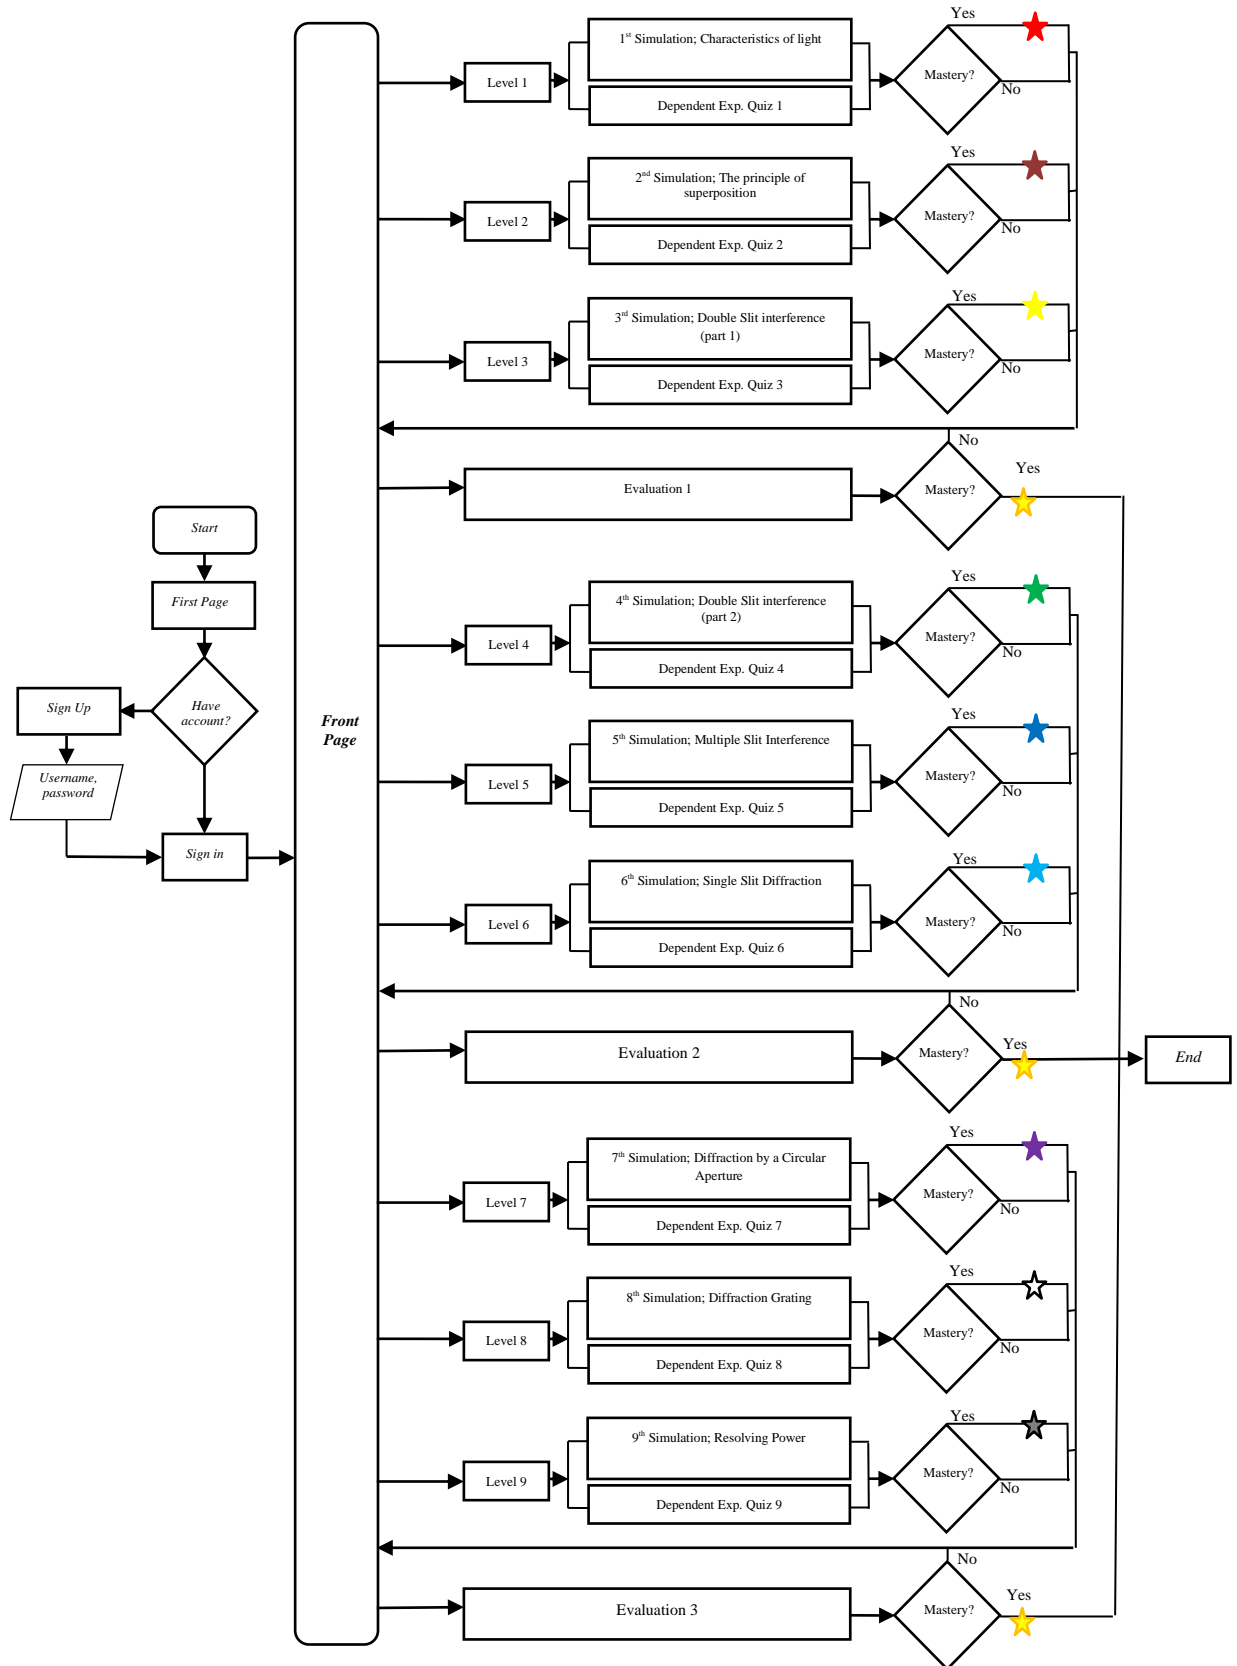 Start
First Page
Have
account?
Sign Up
Username,
password
Sign in
Front
Page
Level 1
1st Simulation; Characteristics of light
Dependent Exp. Quiz 1
Mastery?
Yes
No
Level 2
2nd Simulation; The principle of
superposition
Dependent Exp. Quiz 2
Mastery?
Yes
No
Level 3
3rd Simulation; Double Slit interference
(part 1)
Dependent Exp. Quiz 3
Mastery?
Yes
No
Evaluation 1
Mastery?
No
Yes
Level 4
4th Simulation; Double Slit interference
(part 2)
Dependent Exp. Quiz 4
Mastery?
Yes
No
Level 5
5th Simulation; Multiple Slit Interference
Dependent Exp. Quiz 5
Mastery?
Yes
No
Level 6
6th Simulation; Single Slit Diffraction
Dependent Exp. Quiz 6
Mastery?
Yes
No
Evaluation 2
Mastery?
No
Yes
End
Level 7
7th Simulation; Diffraction by a Circular
Aperture
Dependent Exp. Quiz 7
Mastery?
Yes
No
Level 8
8th Simulation; Diffraction Grating
Dependent Exp. Quiz 8
Mastery?
Yes
No
Level 9
9th Simulation; Resolving Power
Dependent Exp. Quiz 9
Mastery?
Yes
No
Evaluation 3
Mastery?
No
Yes